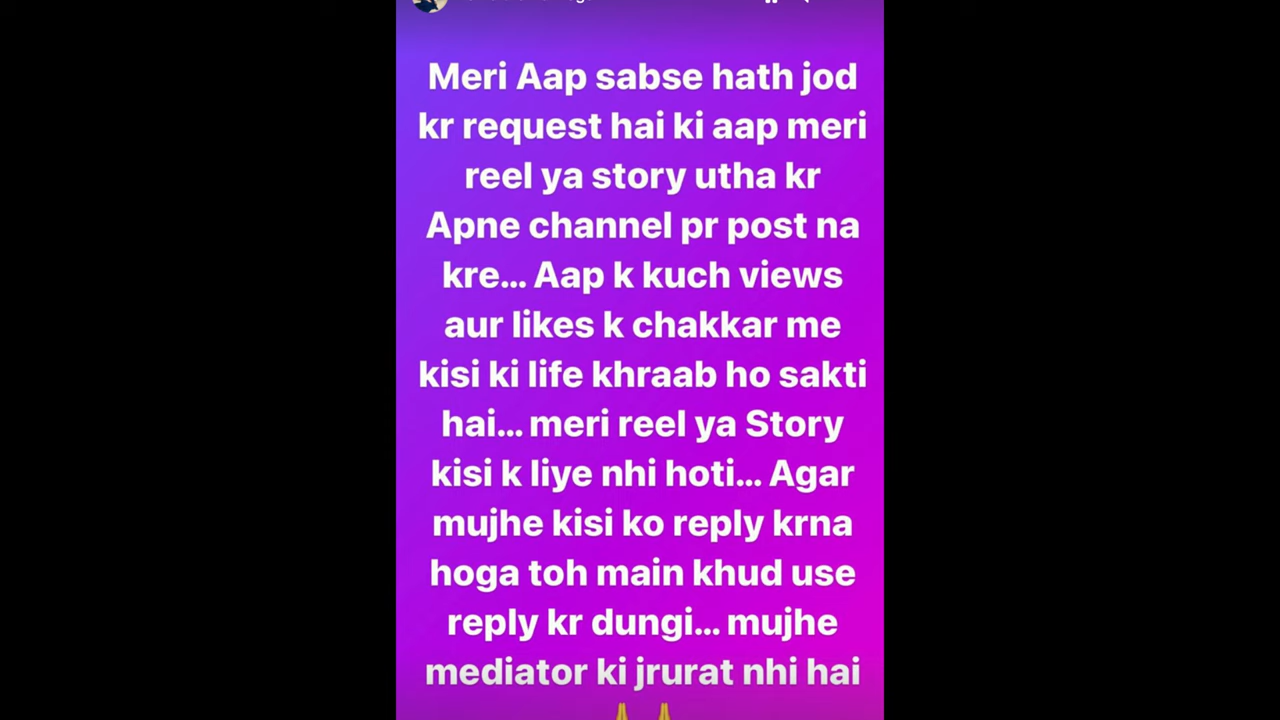 Meri Aap sabse hath jod
kr request hai ki aap meri
reel ya story utha kr
Apne channel pr post na
kre... Aap k kuch views
aur likes k chakkar me
kisi ki life khraab ho sakti
hai... meri reel ya Story
kisi k liye nhi hoti... Agar
mujhe kisi ko reply krna
hoga toh main khud use
reply kr dungi... mujhe
mediator ki jrurat nhi hai